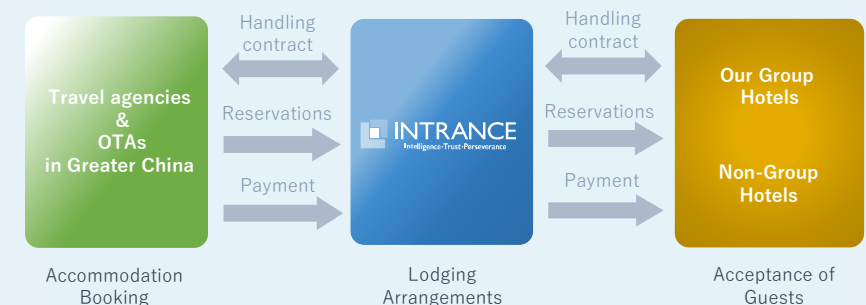 Handling
contract
Reservations
Payment
Travel agencies
&
OTAs
in Greater China
INTRANCE
Intelligence·Trust·Perseverance
Handling
contract
Reservations
Payment
Our Group
Hotels
Non-Group
Hotels
Accommodation
Booking
Lodging
Arrangements
Acceptance of
Guests